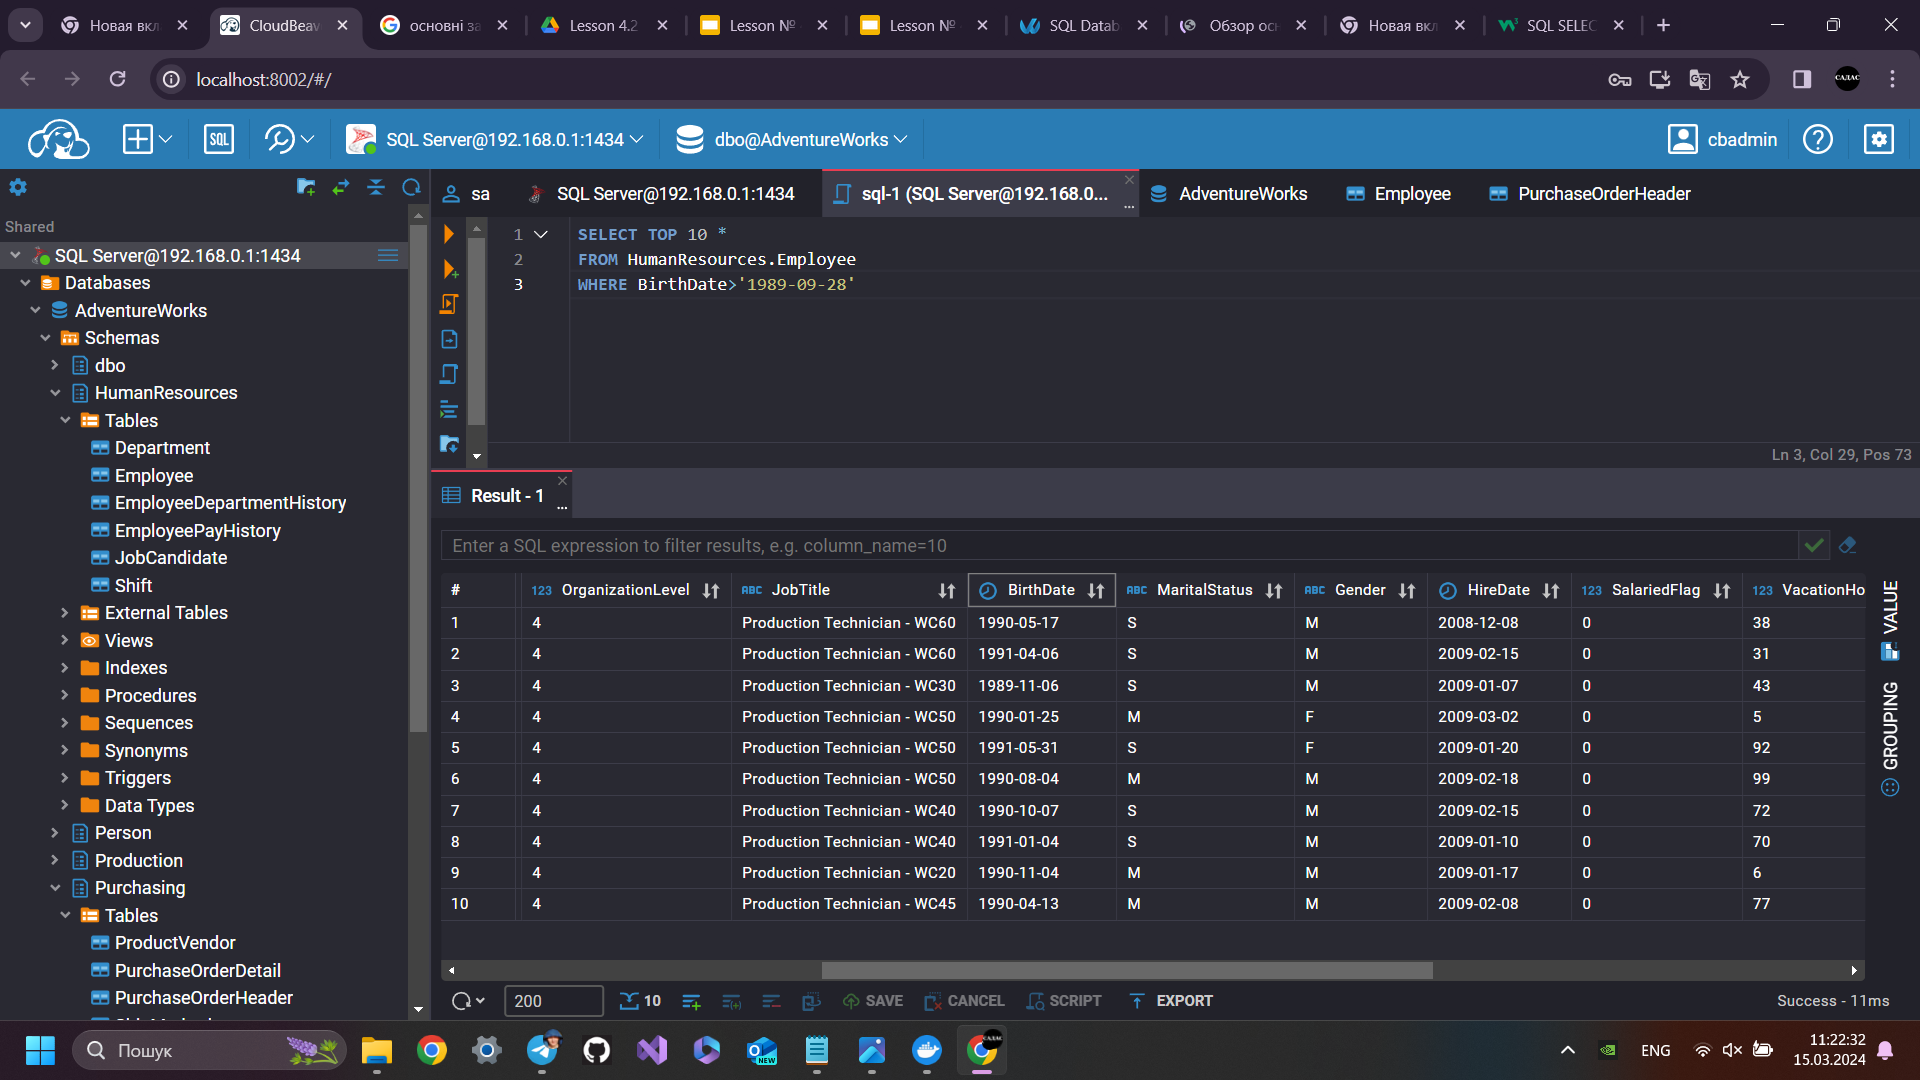 Новая вкл
CloudBeav
основні за
Lesson 4.2
Lesson №
Lesson №
SQL Datab
Обзор осн
Новая вкл
SQL SELEC
localhost:8002/#/
САДАС
SQL
SQL Server@192.168.0.1:1434
dbo@AdventureWorks
cbadmin
sa
SQL Server@192.168.0.1:1434
sql-1 (SQL Server@192.168.0...
AdventureWorks
Employee
PurchaseOrderHeader
Shared
SQL Server@192.168.0.1:1434
Databases
AdventureWorks
Schemas
dbo
HumanResources
Tables
Department
Employee
EmployeeDepartmentHistory
EmployeePayHistory
JobCandidate
Shift
External Tables
Views
Indexes
Procedures
Sequences
Synonyms
Triggers
Data Types
Person
Production
Purchasing
Tables
ProductVendor
PurchaseOrderDetail
PurchaseOrderHeader
1 SELECT TOP 10 *
2 FROM HumanResources.Employee
3 WHERE BirthDate>'1989-09-28'
Ln 3, Col 29, Pos 73
Result - 1
Enter a SQL expression to filter results, e.g. column_name=10
# 123 OrganizationLevel ABC JobTitle BirthDate ABC MaritalStatus ABC Gender HireDate 123 SalariedFlag 123 VacationHo
1 4 Production Technician - WC60 1990-05-17 S M 2008-12-08 0 38
2 4 Production Technician - WC60 1991-04-06 S M 2009-02-15 0 31
3 4 Production Technician - WC30 1989-11-06 S M 2009-01-07 0 43
4 4 Production Technician - WC50 1990-01-25 M F 2009-03-02 0 5
5 4 Production Technician - WC50 1991-05-31 S F 2009-01-20 0 92
6 4 Production Technician - WC50 1990-08-04 M M 2009-02-18 0 99
7 4 Production Technician - WC40 1990-10-07 S M 2009-02-15 0 72
8 4 Production Technician - WC40 1991-01-04 S M 2009-01-10 0 70
9 4 Production Technician - WC20 1990-11-04 M M 2009-01-17 0 6
10 4 Production Technician - WC45 1990-04-13 M M 2009-02-08 0 77
VALUE
GROUPING
200
10
SAVE
CANCEL
SCRIPT
EXPORT
Success - 11ms
Пошук
NEW
САДАС
ENG
11:22:32
15.03.2024